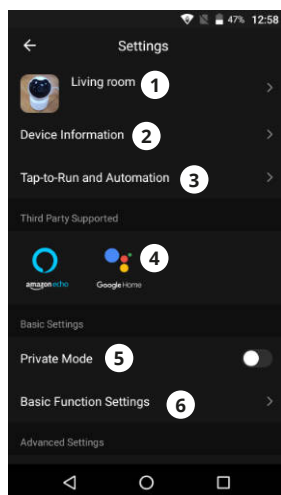 47% 12:58
Settings
Living room 1
Device Information 2
Tap-to-Run and Automation 3
Third Party Supported
4
amazon echo Google Home
Basic Settings
Private Mode 5
Basic Function Settings 6
Advanced Settings